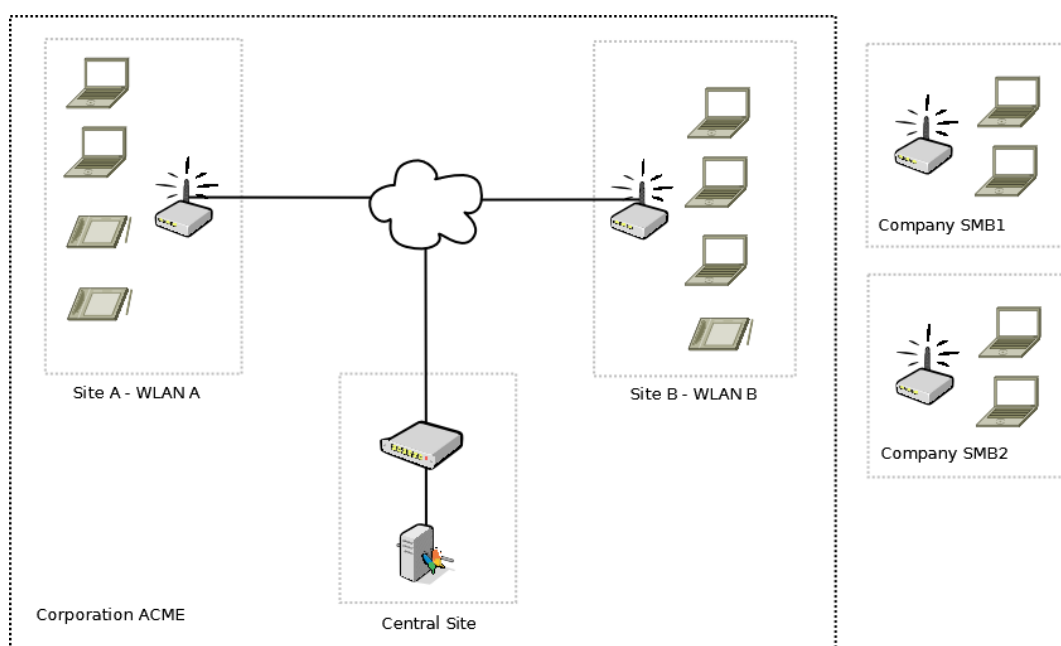 Site A - WLAN A
Site B - WLAN B
Central Site
Corporation ACME
Company SMB1
Company SMB2